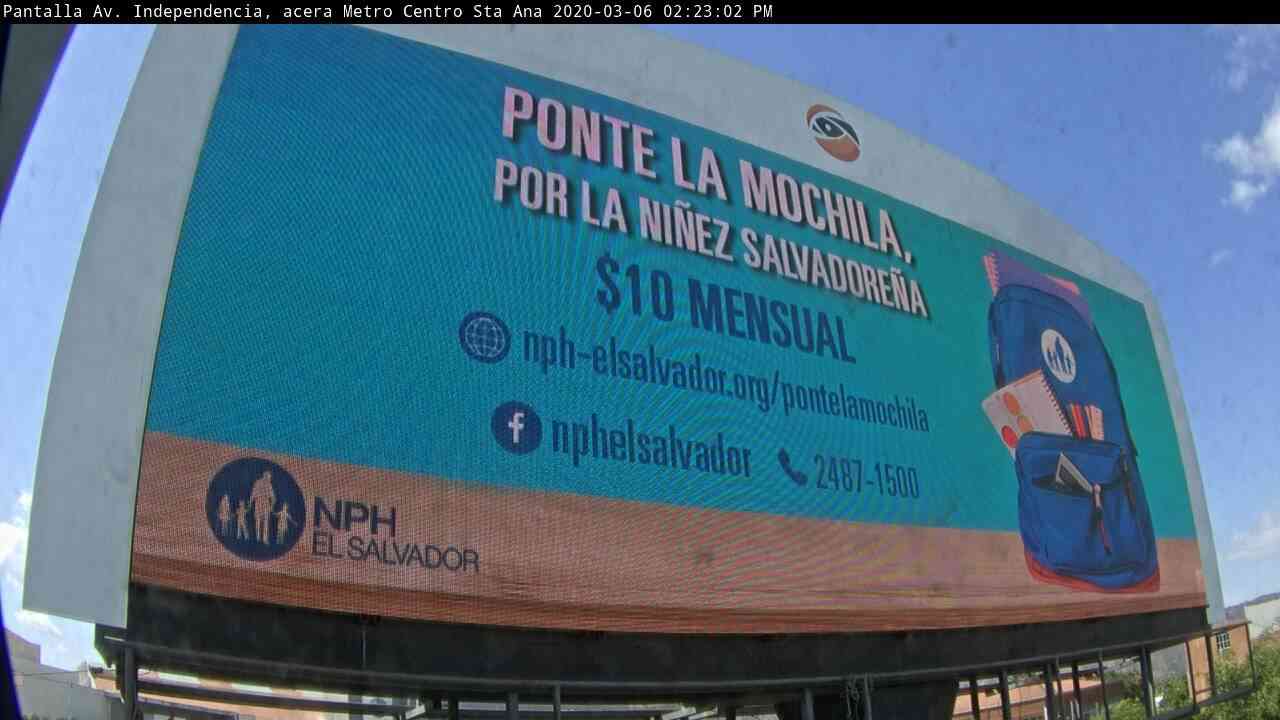 Pantalla Av. Independencia, acera Metro Centro Sta Ana 2020-03-06 02:23:02 PM
PONTE LA MOCHILA,
POR LA NIÑEZ SALVADOREÑA
$10 MENSUAL
nph-elsalvador.org/pontelamochila
nphelsalvador
2487-1500
NPH
EL SALVADOR